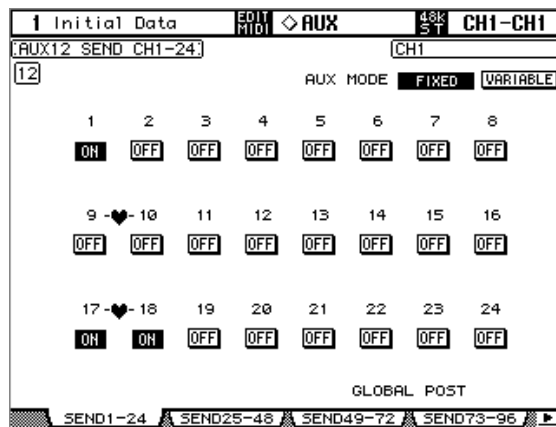 1 Initial Data EDIT MIDI ◇AUX 48k ST CH1-CH1
AUX12 SEND CH1-24 CH1
12 AUX MODE FIXED VARIABLE
1 2 3 4 5 6 7 8
ON OFF OFF OFF OFF OFF OFF OFF
9 -♥- 10 11 12 13 14 15 16
OFF OFF OFF OFF OFF OFF OFF OFF
17 -♥- 18 19 20 21 22 23 24
ON ON OFF OFF OFF OFF OFF OFF
GLOBAL POST
SEND1-24 SEND25-48 SEND49-72 SEND73-96